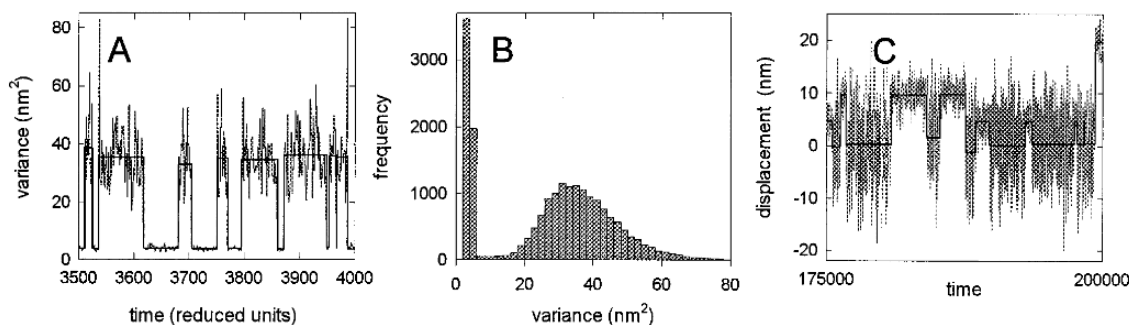 A
variance (nm²)
80
60
40
20
0
3500 3600 3700 3800 3900 4000
time (reduced units)
B
frequency
3000
2000
1000
0
0 20 40 60 80
variance (nm²)
C
displacement (nm)
20
10
0
-10
-20
175000 200000
time